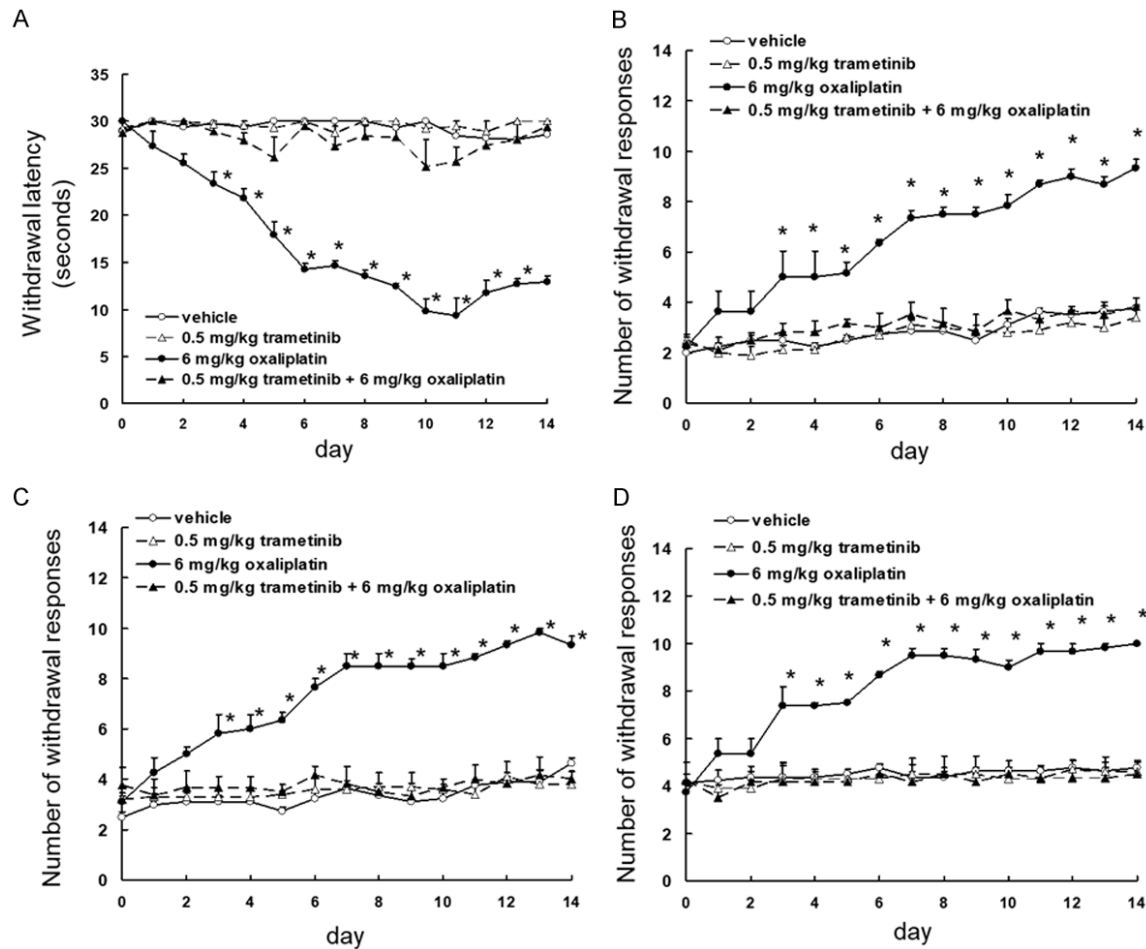 A
Withdrawal latency
(seconds)
35
30
25
20
15
10
5
0
* * * * * * * * * * *
vehicle
0.5 mg/kg trametinib
6 mg/kg oxaliplatin
0.5 mg/kg trametinib + 6 mg/kg oxaliplatin
0 2 4 6 8 10 12 14
day
B
vehicle
0.5 mg/kg trametinib
6 mg/kg oxaliplatin
0.5 mg/kg trametinib + 6 mg/kg oxaliplatin
Number of withdrawal responses
14
12
10
8
6
4
2
0
* * * * * * * * * * * *
0 2 4 6 8 10 12 14
day
C
vehicle
0.5 mg/kg trametinib
6 mg/kg oxaliplatin
0.5 mg/kg trametinib + 6 mg/kg oxaliplatin
Number of withdrawal responses
14
12
10
8
6
4
2
0
* * * * * * * * * * * *
0 2 4 6 8 10 12 14
day
D
vehicle
0.5 mg/kg trametinib
6 mg/kg oxaliplatin
0.5 mg/kg trametinib + 6 mg/kg oxaliplatin
Number of withdrawal responses
14
12
10
8
6
4
2
0
* * * * * * * * * * * *
0 2 4 6 8 10 12 14
day